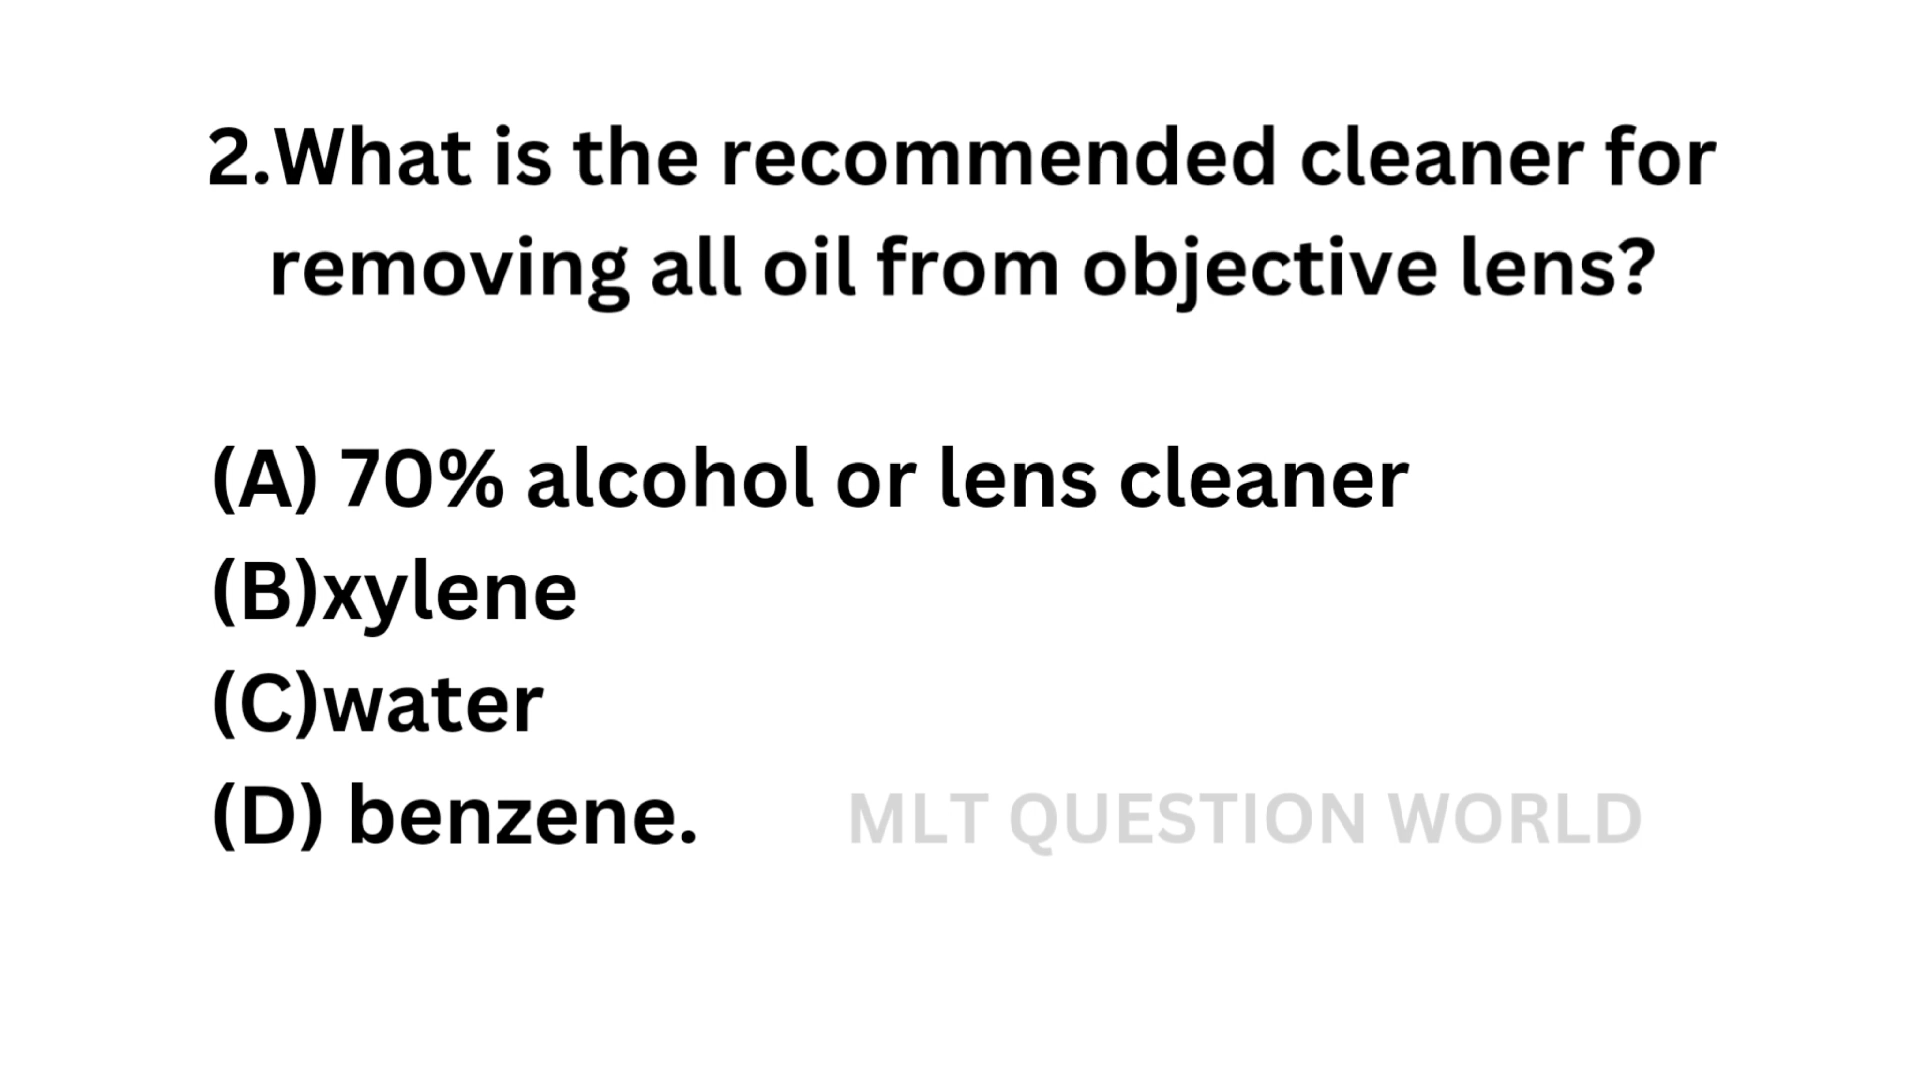 2.What is the recommended cleaner for
removing all oil from objective lens?
(A) 70% alcohol or lens cleaner
(B)xylene
(C)water
(D) benzene.
MLT QUESTION WORLD